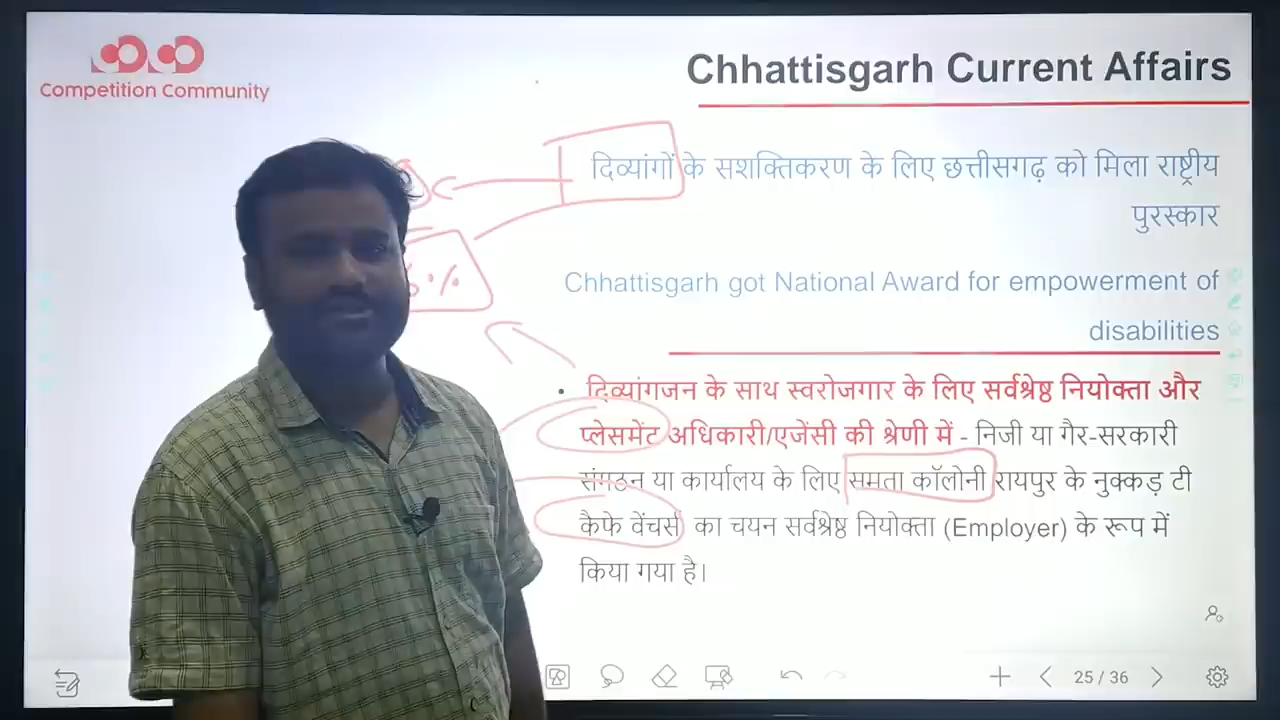 Competition Community
Chhattisgarh Current Affairs
दिव्यांगों के सशक्तिकरण के लिए छत्तीसगढ़ को मिला राष्ट्रीय
पुरस्कार
Chhattisgarh got National Award for empowerment of
disabilities
• दिव्यांगजन के साथ स्वरोजगार के लिए सर्वश्रेष्ठ नियोक्ता और
प्लेसमेंट अधिकारी/एजेंसी की श्रेणी में - निजी या गैर-सरकारी
संगठन या कार्यालय के लिए समता कॉलोनी रायपुर के नुक्कड़ टी
कैफे वेंचर्स का चयन सर्वश्रेष्ठ नियोक्ता (Employer) के रूप में
किया गया है।
25 / 36